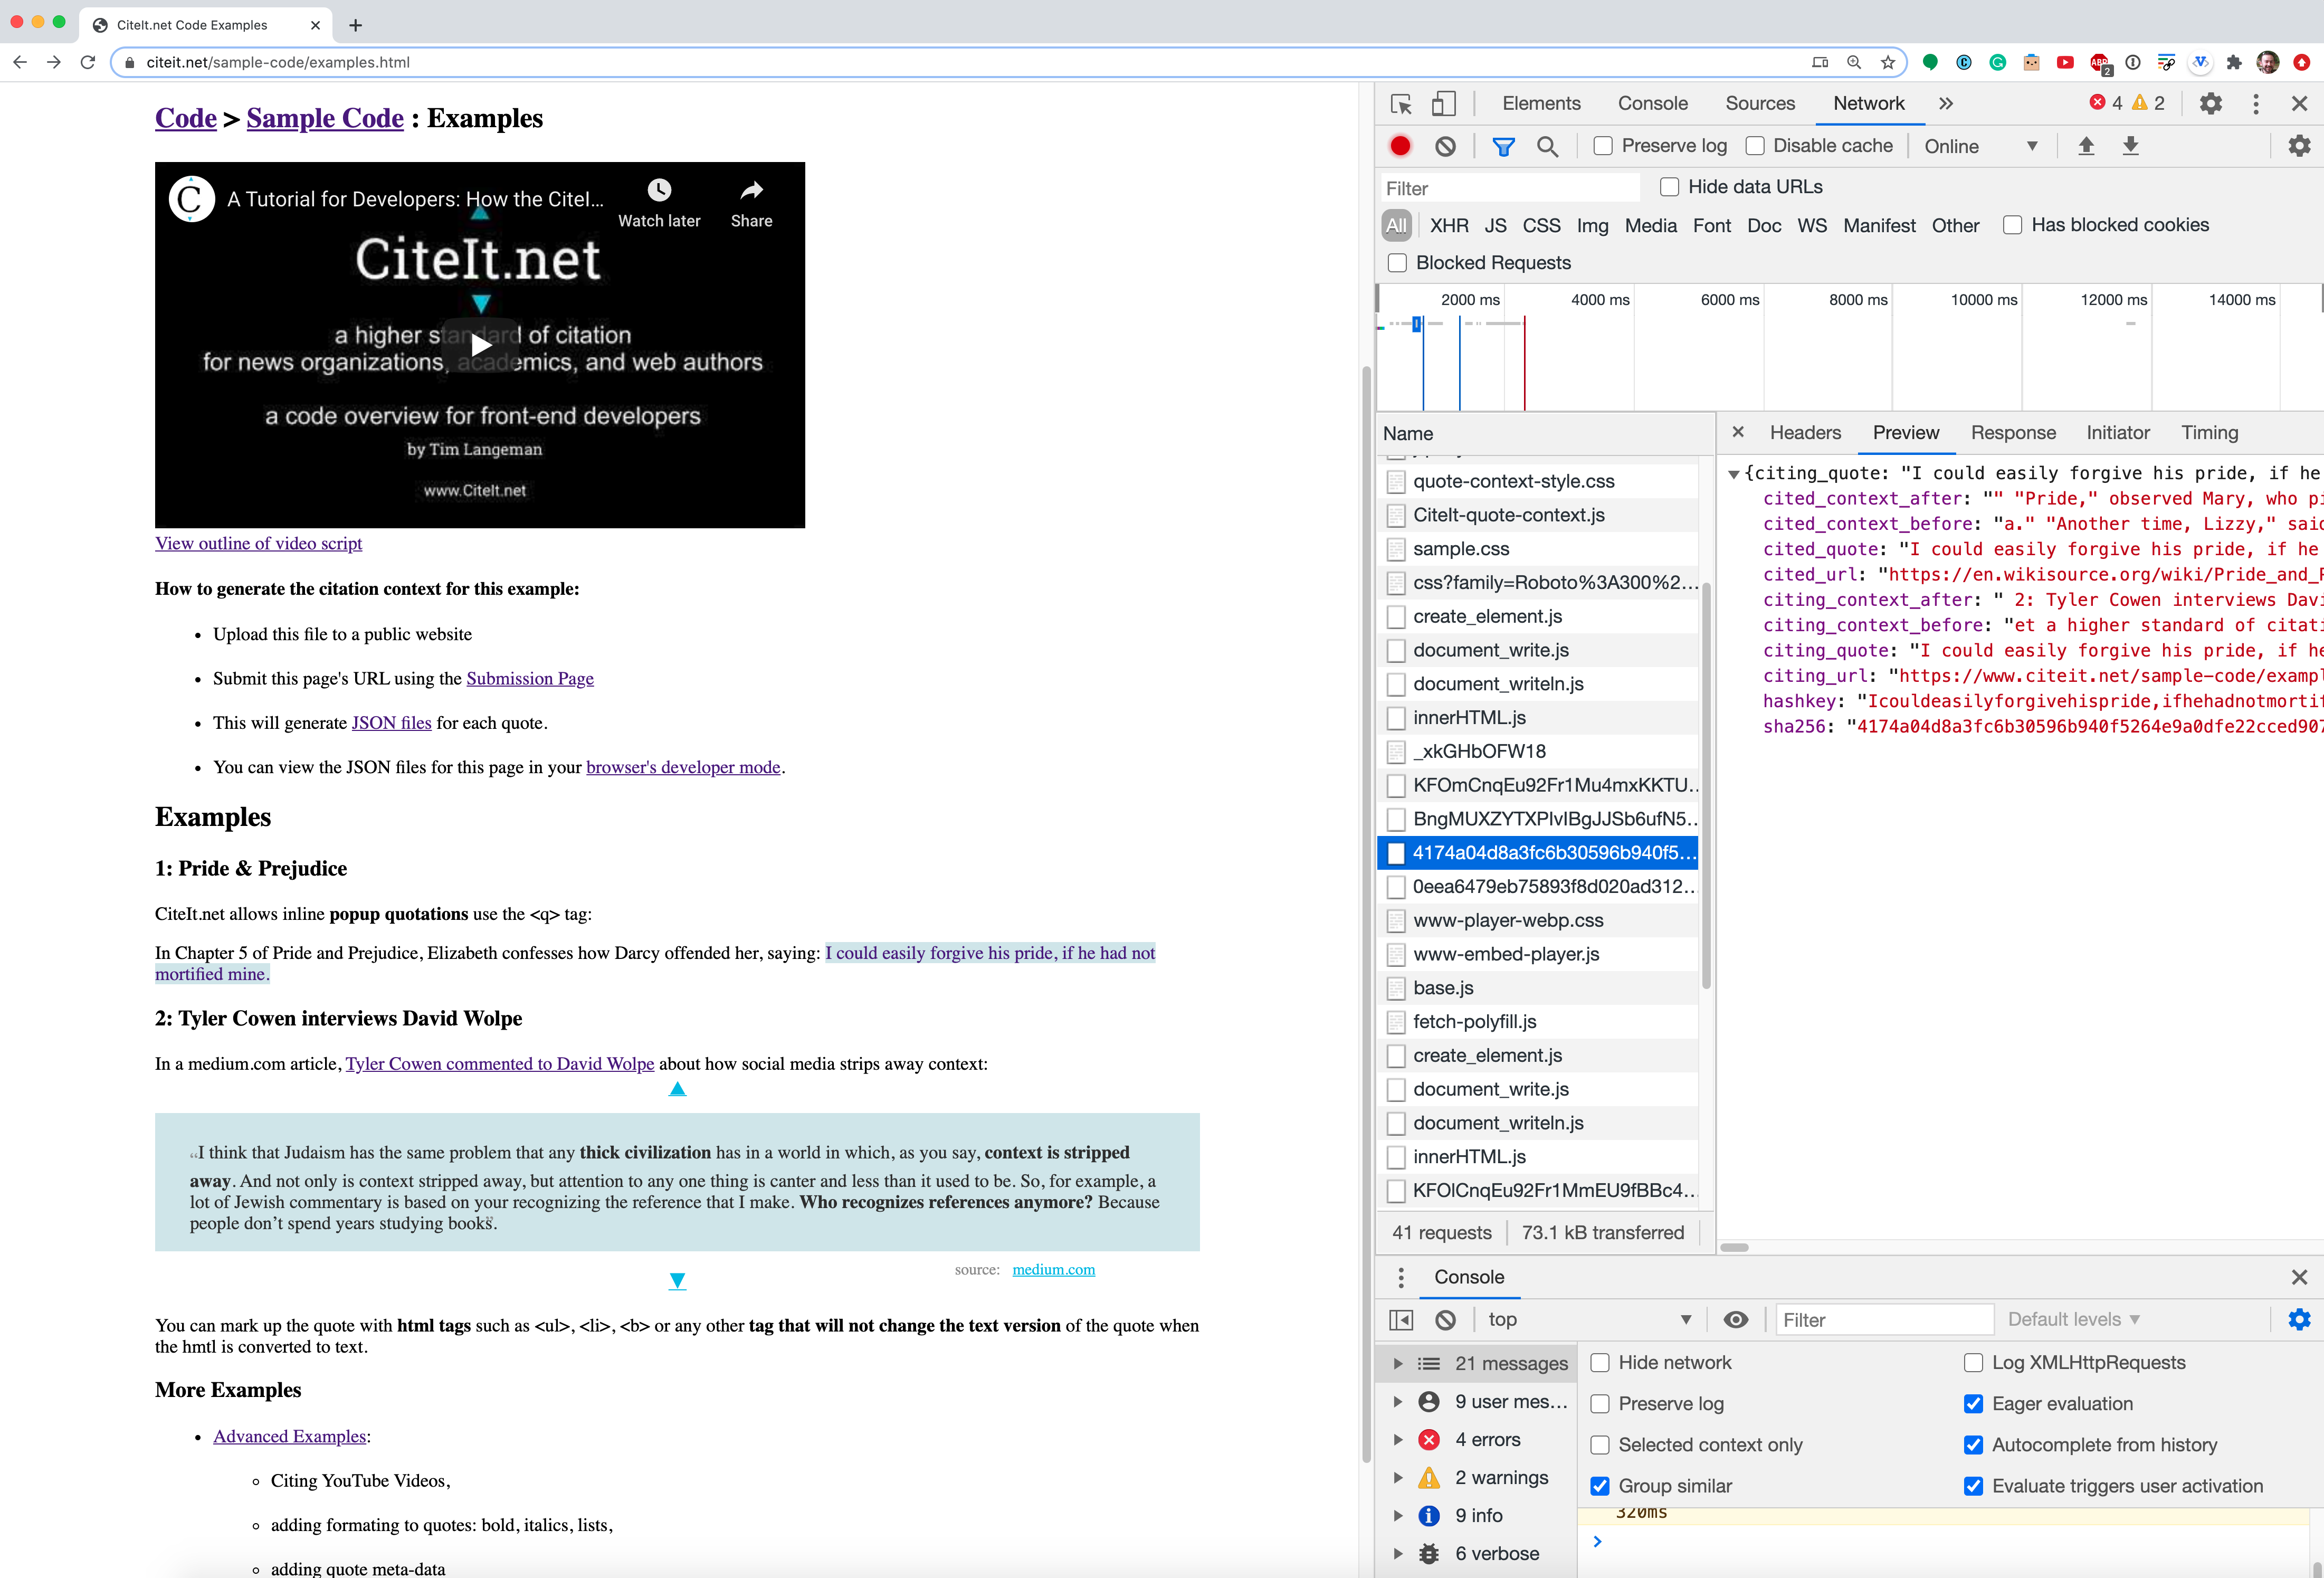 CiteIt.net Code Examples
citeit.net/sample-code/examples.html
2
Code > Sample Code : Examples
A Tutorial for Developers: How the CiteI...
Watch later
Share
CiteIt.net
a higher standard of citation
for news organizations, academics, and web authors
a code overview for front-end developers
by Tim Langeman
www.CiteIt.net
View outline of video script
How to generate the citation context for this example:
• Upload this file to a public website
• Submit this page's URL using the Submission Page
• This will generate JSON files for each quote.
• You can view the JSON files for this page in your browser's developer mode.
Examples
1: Pride & Prejudice
CiteIt.net allows inline popup quotations use the <q> tag:
In Chapter 5 of Pride and Prejudice, Elizabeth confesses how Darcy offended her, saying: I could easily forgive his pride, if he had not
mortified mine.
2: Tyler Cowen interviews David Wolpe
In a medium.com article, Tyler Cowen commented to David Wolpe about how social media strips away context:
“I think that Judaism has the same problem that any thick civilization has in a world in which, as you say, context is stripped
away. And not only is context stripped away, but attention to any one thing is canter and less than it used to be. So, for example, a
lot of Jewish commentary is based on your recognizing the reference that I make. Who recognizes references anymore? Because
people don’t spend years studying books.”
source: medium.com
You can mark up the quote with html tags such as <ul>, <li>, <b> or any other tag that will not change the text version of the quote when
the hmtl is converted to text.
More Examples
• Advanced Examples:
◦ Citing YouTube Videos,
◦ adding formating to quotes: bold, italics, lists,
◦ adding quote meta-data
Elements Console Sources Network » 4 2
Preserve log Disable cache Online
Filter Hide data URLs
All XHR JS CSS Img Media Font Doc WS Manifest Other Has blocked cookies
Blocked Requests
2000 ms 4000 ms 6000 ms 8000 ms 10000 ms 12000 ms 14000 ms
Name
quote-context-style.css
CiteIt-quote-context.js
sample.css
css?family=Roboto%3A300%2...
create_element.js
document_write.js
document_writeln.js
innerHTML.js
_xkGHbOFW18
KFOmCnqEu92Fr1Mu4mxKKTU...
BngMUXZYTXPIvIBgJJSb6ufN5...
4174a04d8a3fc6b30596b940f5...
0eea6479eb75893f8d020ad312...
www-player-webp.css
www-embed-player.js
base.js
fetch-polyfill.js
create_element.js
document_write.js
document_writeln.js
innerHTML.js
KFOlCnqEu92Fr1MmEU9fBBc4...
41 requests 73.1 kB transferred
Headers Preview Response Initiator Timing
{citing_quote: "I could easily forgive his pride, if he
cited_context_after: "" "Pride," observed Mary, who pi
cited_context_before: "a." "Another time, Lizzy," said
cited_quote: "I could easily forgive his pride, if he
cited_url: "https://en.wikisource.org/wiki/Pride_and_P
citing_context_after: " 2: Tyler Cowen interviews Davi
citing_context_before: "et a higher standard of citati
citing_quote: "I could easily forgive his pride, if he
citing_url: "https://www.citeit.net/sample-code/exampl
hashkey: "Icouldeasilyforgivehispride,ifhehadnotmortif
sha256: "4174a04d8a3fc6b30596b940f5264e9a0dfe22cced907
Console
top Filter Default levels
21 messages
9 user mes...
4 errors
2 warnings
9 info
6 verbose
Hide network Log XMLHttpRequests
Preserve log Eager evaluation
Selected context only Autocomplete from history
Group similar Evaluate triggers user activation
320ms